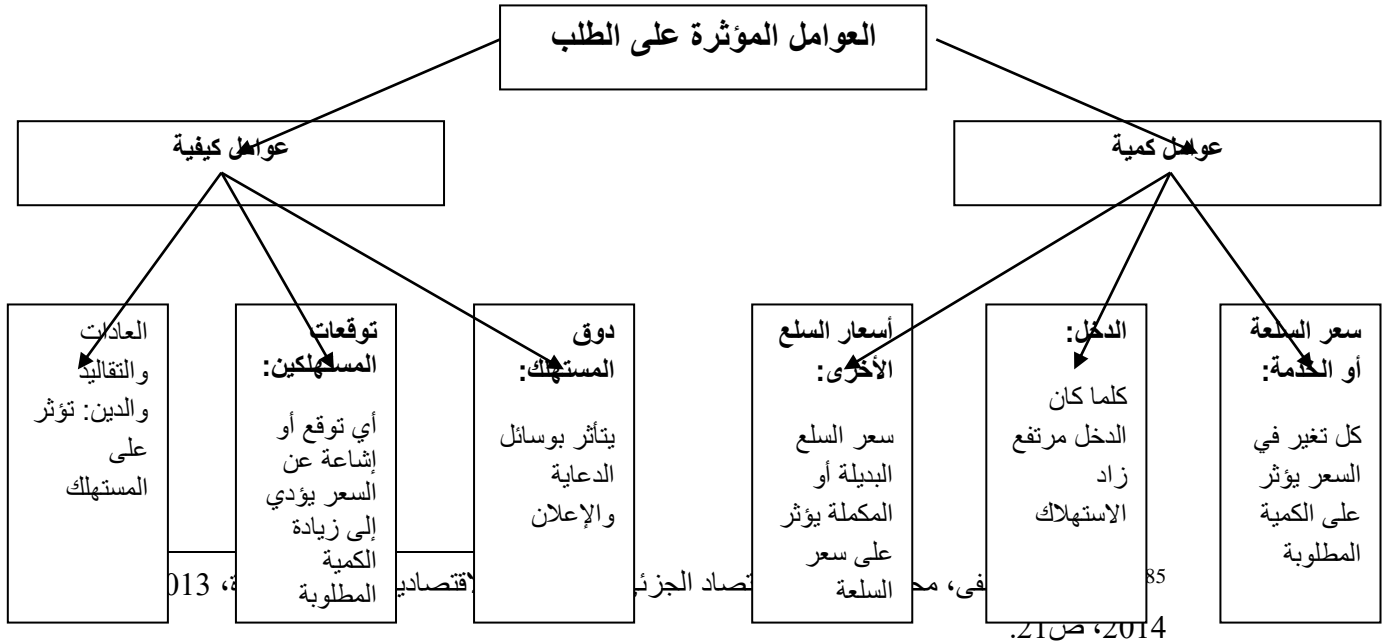 العوامل المؤثرة على الطلب
عوامل كمية
عوامل كيفية
سعر السلعة
أو الخدمة:
كل تغير في
السعر يؤثر
على الكمية
المطلوبة
الدخل:
كلما كان
الدخل مرتفع
زاد
الاستهلاك
أسعار السلع
الأخرى:
سعر السلع
البديلة أو
المكملة يؤثر
على سعر
السلعة
دوق
المستهلك:
يتأثر بوسائل
الدعاية
والإعلان
توقعات
المستهلكين:
أي توقع أو
إشاعة عن
السعر يؤدي
إلى زيادة
الكمية
المطلوبة
العادات
والتقاليد
والدين: تؤثر
على
المستهلك
85
2014، ص21.